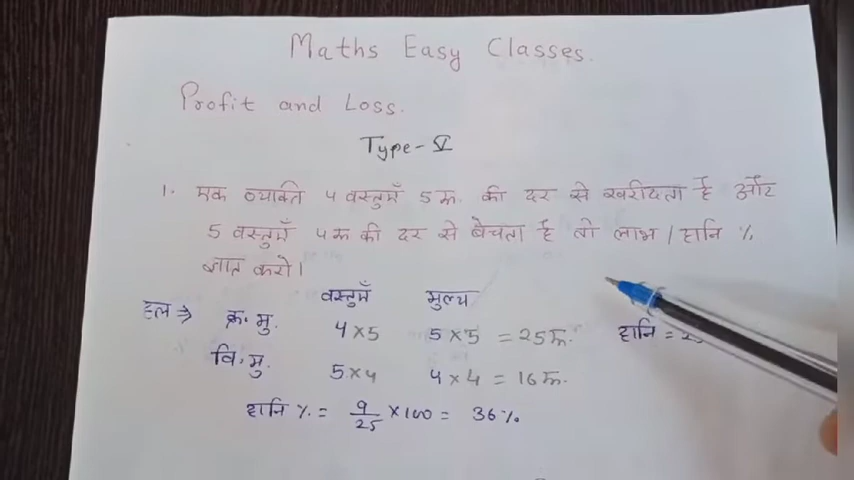 Maths Easy Classes.
Profit and Loss.
Type-V
1. एक व्यक्ति 4 वस्तुएँ 5 रू. की दर से खरीदता है और
5 वस्तुएँ 4 रू की दर से बेचता है तो लाभ / हानि %
ज्ञात करो।
वस्तुएँ मुल्य
हल ⇒ क्र. मु. 4×5 5×5 = 25 रू. हानि =
वि. मु. 5×4 4×4 = 16 रू.
हानि %. = 9/25 ×100 = 36%